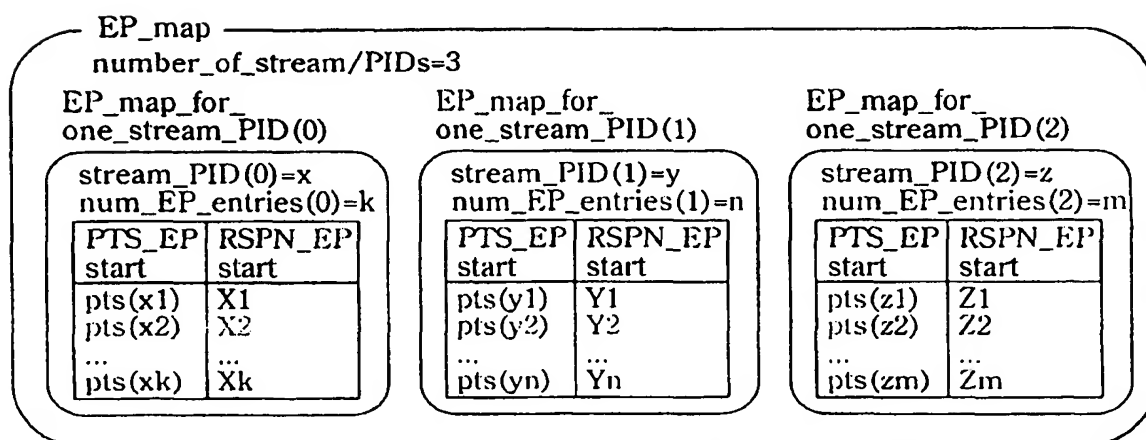 EP_map
number_of_stream/PIDs=3
EP_map_for_
one_stream_PID(0)
stream_PID(0)=x
num_EP_entries(0)=k
PTS_EP RSPN_EP
start start
pts(x1) X1
pts(x2) X2
... ...
pts(xk) Xk
EP_map_for_
one_stream_PID(1)
stream_PID(1)=y
num_EP_entries(1)=n
PTS_EP RSPN_EP
start start
pts(y1) Y1
pts(y2) Y2
... ...
pts(yn) Yn
EP_map_for_
one_stream_PID(2)
stream_PID(2)=z
num_EP_entries(2)=m
PTS_EP RSPN_EP
start start
pts(z1) Z1
pts(z2) Z2
... ...
pts(zm) Zm